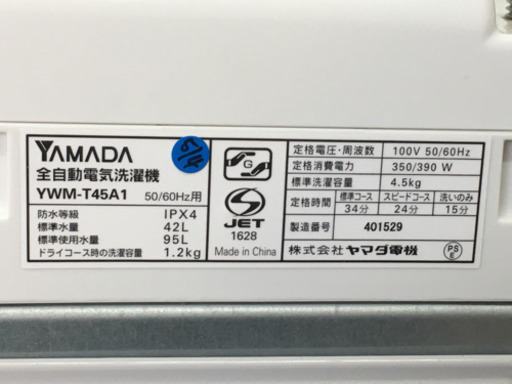 YAMADA
全自動電気洗濯機
YWM-T45A1 50/60Hz用
防水等級 IPX4
標準水量 42L
標準使用水量 95L
ドライコース時の洗濯容量 1.2kg
G
JET
1628
Made in China
定格電圧・周波数 100V 50/60Hz
定格消費電力 350/390 W
標準洗濯容量 4.5kg
定格時間 標準コース スピードコース 洗いのみ
34分 24分 15分
製造番号 401529
株式会社ヤマダ電機
PS
E